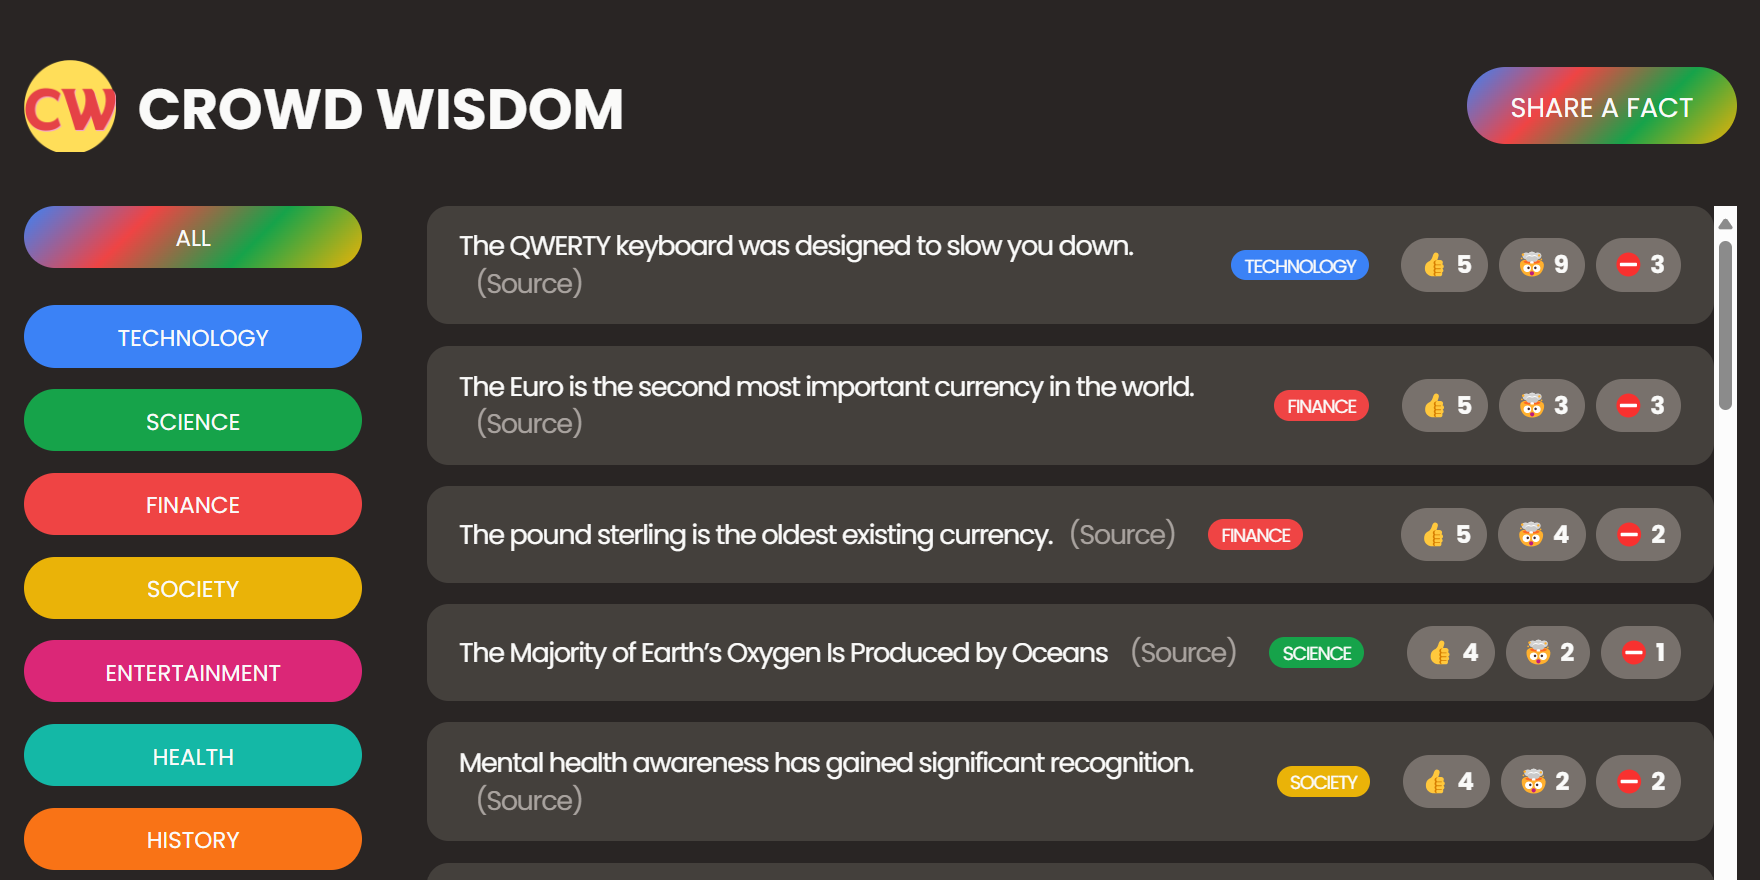 CW CROWD WISDOM
SHARE A FACT
ALL
TECHNOLOGY
SCIENCE
FINANCE
SOCIETY
ENTERTAINMENT
HEALTH
HISTORY
The QWERTY keyboard was designed to slow you down.
(Source)
TECHNOLOGY
👍 5 🤯 9 ⛔ 3
The Euro is the second most important currency in the world.
(Source)
FINANCE
👍 5 🤯 3 ⛔ 3
The pound sterling is the oldest existing currency. (Source)
FINANCE
👍 5 🤯 4 ⛔ 2
The Majority of Earth’s Oxygen Is Produced by Oceans (Source)
SCIENCE
👍 4 🤯 2 ⛔ 1
Mental health awareness has gained significant recognition.
(Source)
SOCIETY
👍 4 🤯 2 ⛔ 2